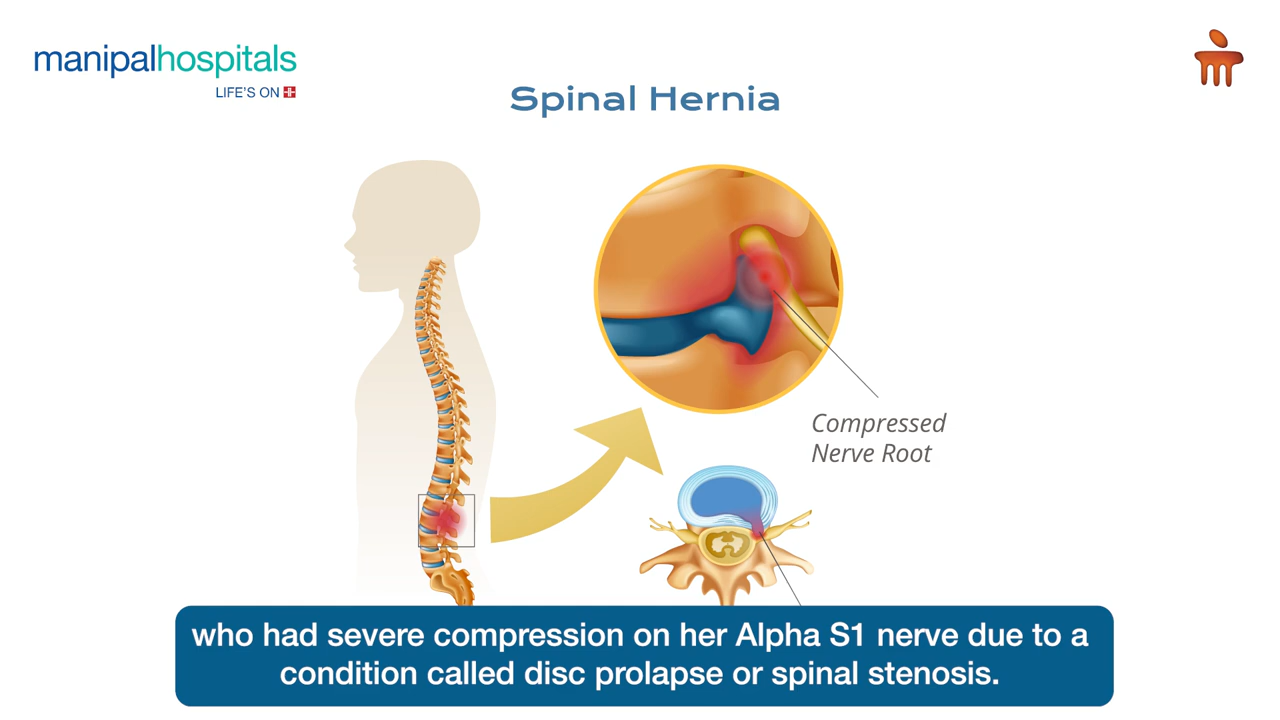 manipalhospitals
LIFE'S ON
Spinal Hernia
Compressed
Nerve Root
who had severe compression on her Alpha S1 nerve due to a
condition called disc prolapse or spinal stenosis.